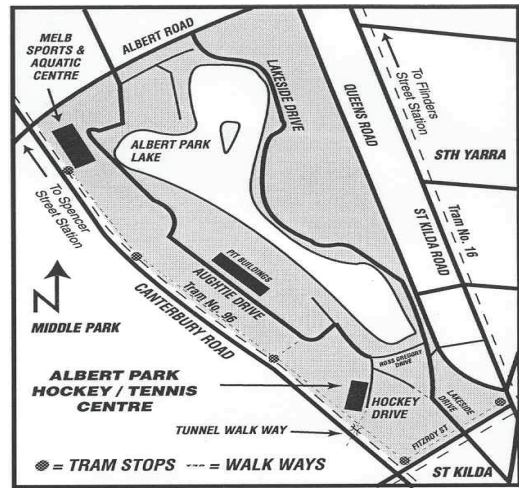 MELB
SPORTS &
AQUATIC
CENTRE
ALBERT ROAD
LAKESIDE DRIVE
QUEENS ROAD
To Flinders
Street Station
STH YARRA
ALBERT PARK
LAKE
To Spencer
Street Station
ST KILDA ROAD
Tram No. 16
PIT BUILDINGS
AUGHTIE DRIVE
Tram No. 96
CANTERBURY ROAD
N
MIDDLE PARK
ROSS GREGORY
DRIVE
ALBERT PARK
HOCKEY / TENNIS
CENTRE
HOCKEY
DRIVE
LAKESIDE
DRIVE
TUNNEL WALK WAY
FITZROY ST
= TRAM STOPS
= WALK WAYS
ST KILDA